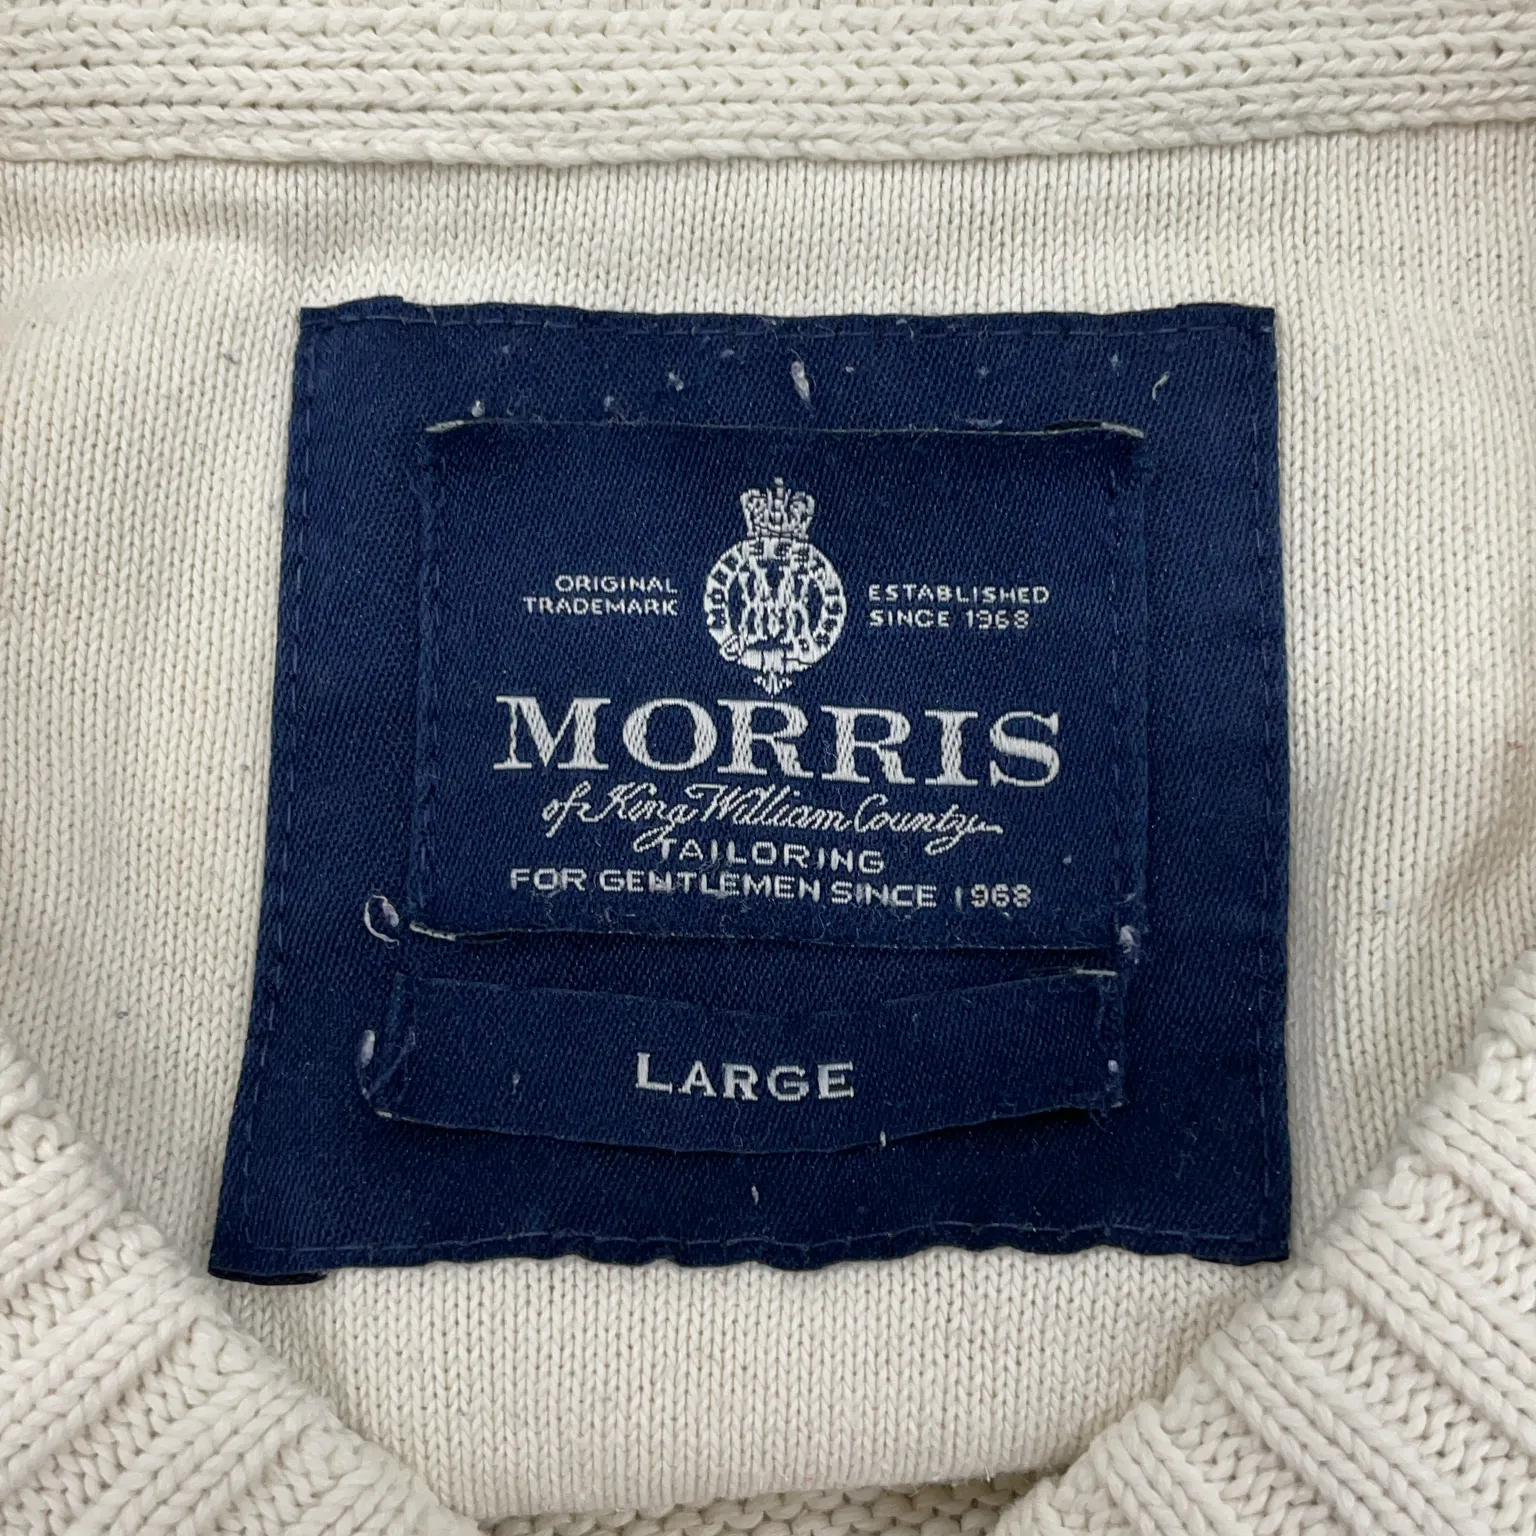 ORIGINAL
TRADEMARK
ESTABLISHED
SINCE 1968
MORRIS
of King William County
TAILORING
FOR GENTLEMEN SINCE 1968
LARGE